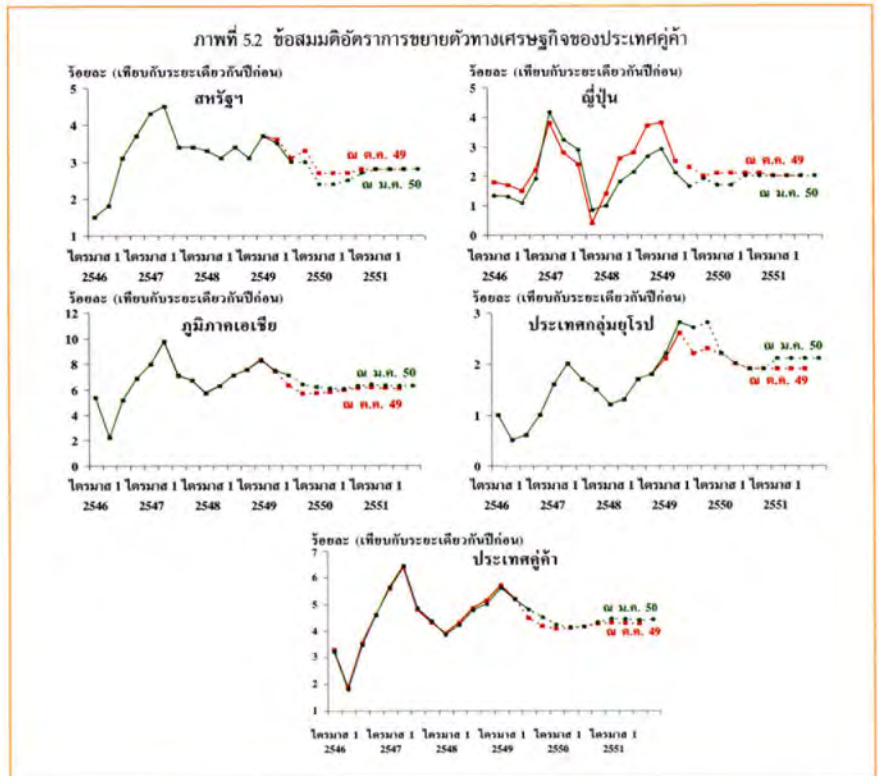 ภาพที่ 5.2 ข้อสมมติอัตราการขยายตัวทางเศรษฐกิจของประเทศคู่ค้า
ร้อยละ (เทียบกับระยะเดียวกันปีก่อน)
สหรัฐฯ
5
4
3
2
1
ณ ต.ค. 49
ณ ม.ค. 50
ไตรมาส 1 ไตรมาส 1 ไตรมาส 1 ไตรมาส 1 ไตรมาส 1 ไตรมาส 1
2546 2547 2548 2549 2550 2551
ร้อยละ (เทียบกับระยะเดียวกันปีก่อน)
ญี่ปุ่น
5
4
3
2
1
0
ณ ต.ค. 49
ณ ม.ค. 50
ไตรมาส 1 ไตรมาส 1 ไตรมาส 1 ไตรมาส 1 ไตรมาส 1 ไตรมาส 1
2546 2547 2548 2549 2550 2551
ร้อยละ (เทียบกับระยะเดียวกันปีก่อน)
ภูมิภาคเอเชีย
12
10
8
6
4
2
0
ณ ม.ค. 50
ณ ต.ค. 49
ไตรมาส 1 ไตรมาส 1 ไตรมาส 1 ไตรมาส 1 ไตรมาส 1 ไตรมาส 1
2546 2547 2548 2549 2550 2551
ร้อยละ (เทียบกับระยะเดียวกันปีก่อน)
ประเทศกลุ่มยุโรป
3
2
1
0
ณ ม.ค. 50
ณ ต.ค. 49
ไตรมาส 1 ไตรมาส 1 ไตรมาส 1 ไตรมาส 1 ไตรมาส 1 ไตรมาส 1
2546 2547 2548 2549 2550 2551
ร้อยละ (เทียบกับระยะเดียวกันปีก่อน)
ประเทศคู่ค้า
7
6
5
4
3
2
1
ณ ม.ค. 50
ณ ต.ค. 49
ไตรมาส 1 ไตรมาส 1 ไตรมาส 1 ไตรมาส 1 ไตรมาส 1 ไตรมาส 1
2546 2547 2548 2549 2550 2551